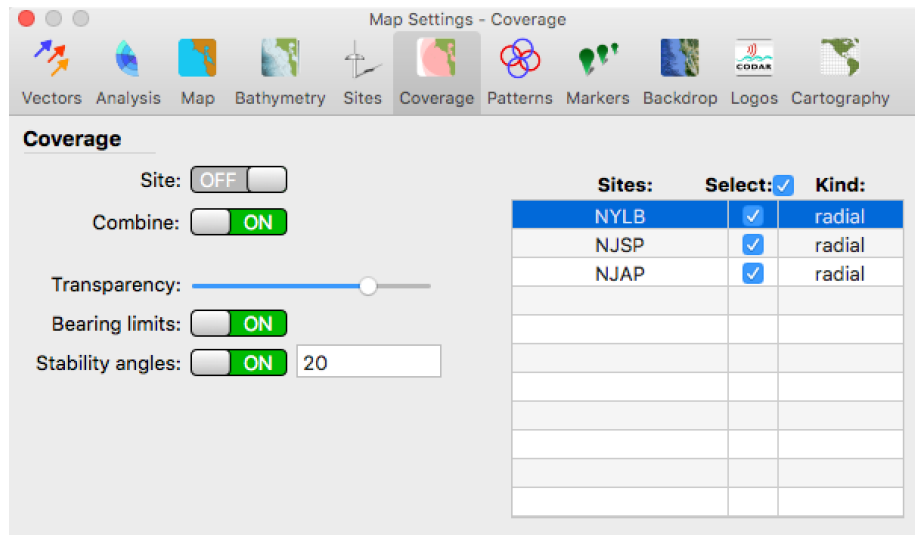 Map Settings - Coverage
CODAR
Vectors Analysis Map Bathymetry Sites Coverage Patterns Markers Backdrop Logos Cartography
Coverage
Site: OFF
Combine: ON
Transparency:
Bearing limits: ON
Stability angles: ON 20
Sites: Select: Kind:
NYLB radial
NJSP radial
NJAP radial